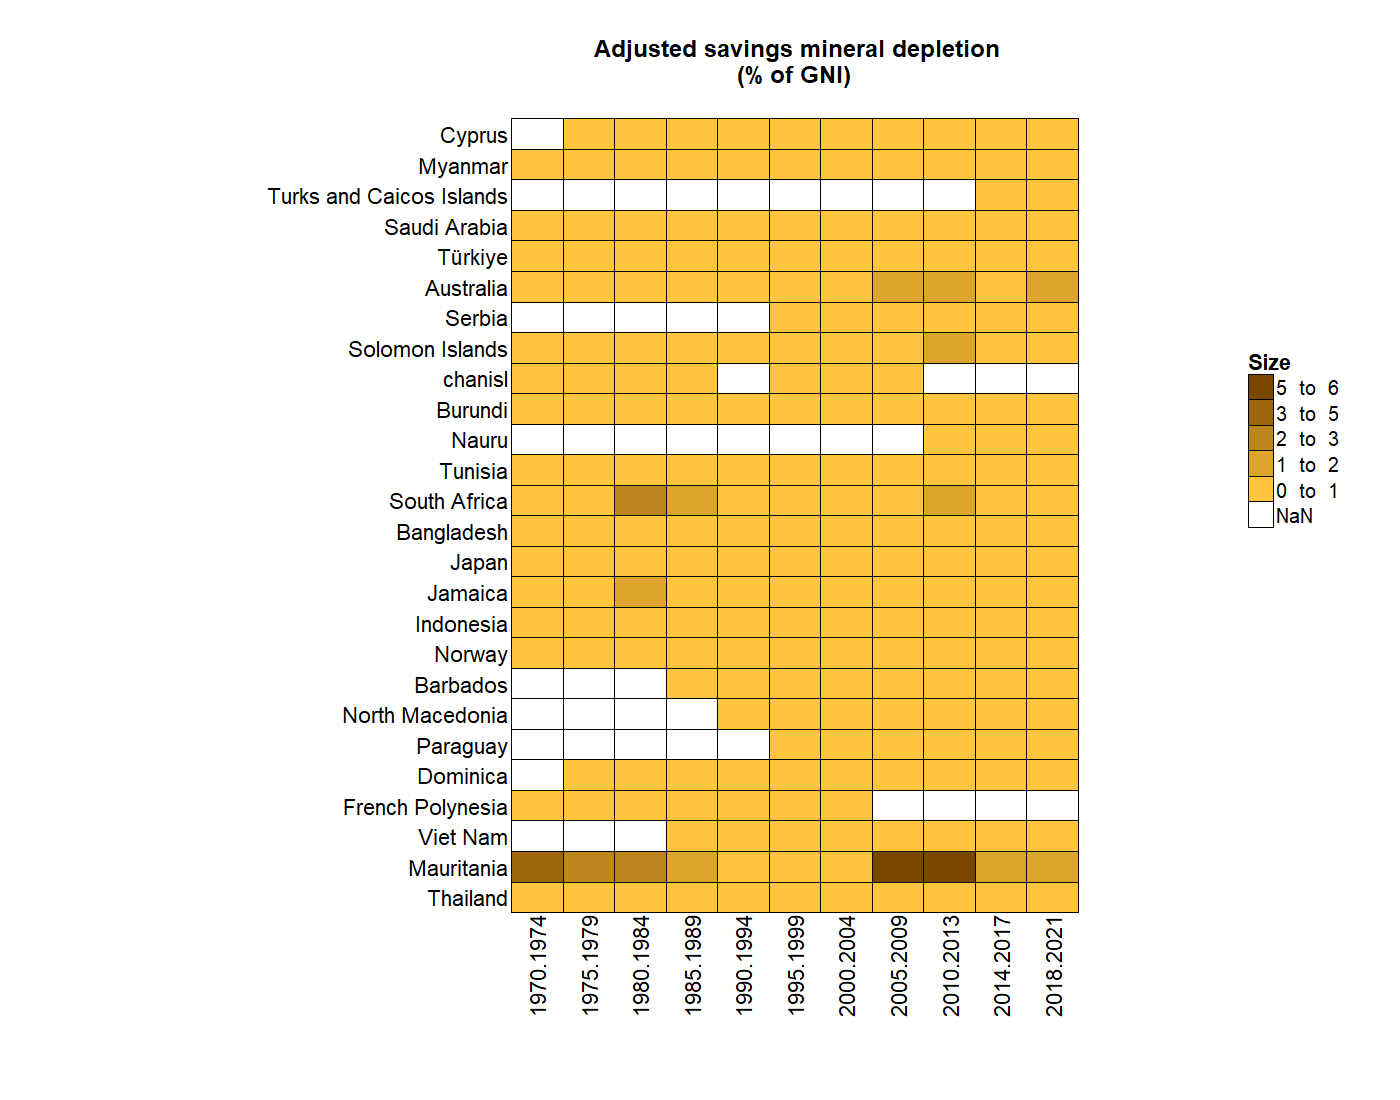 Adjusted savings mineral depletion
(% of GNI)
Cyprus
Myanmar
Turks and Caicos Islands
Saudi Arabia
Türkiye
Australia
Serbia
Solomon Islands
chanisl
Burundi
Nauru
Tunisia
South Africa
Bangladesh
Japan
Jamaica
Indonesia
Norway
Barbados
North Macedonia
Paraguay
Dominica
French Polynesia
Viet Nam
Mauritania
Thailand
1970.1974
1975.1979
1980.1984
1985.1989
1990.1994
1995.1999
2000.2004
2005.2009
2010.2013
2014.2017
2018.2021
Size
5 to 6
3 to 5
2 to 3
1 to 2
0 to 1
NaN